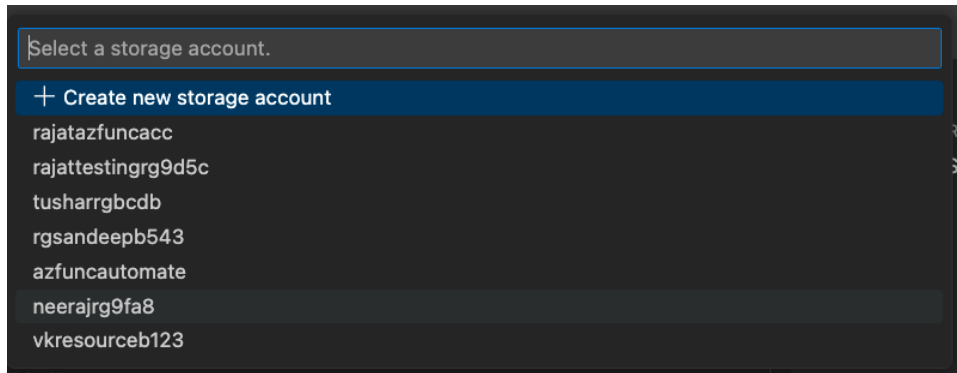 Select a storage account.
+ Create new storage account
rajatazfuncacc
rajattestingrg9d5c
tusharrgbcdb
rgsandeepb543
azfuncautomate
neerajrg9fa8
vkresourceb123